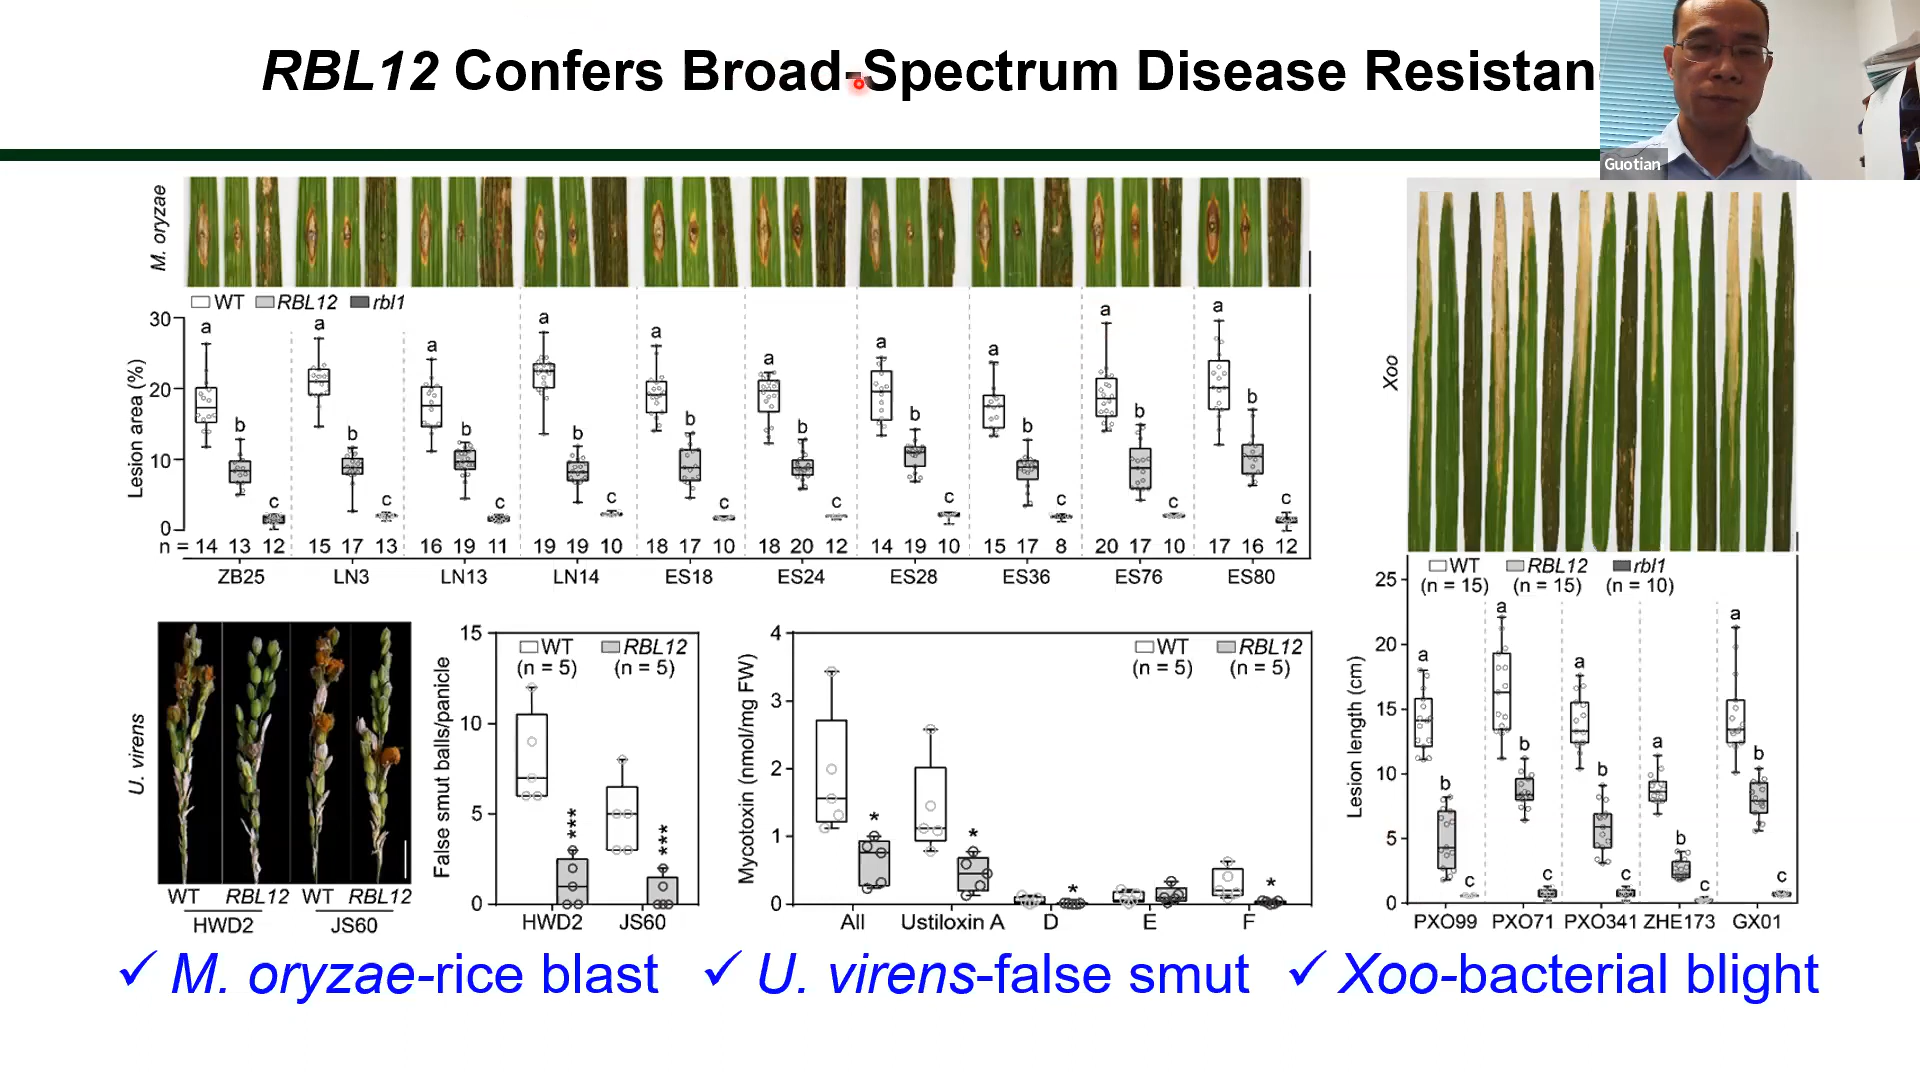 RBL12 Confers Broad-Spectrum Disease Resistan
Guotian
M. oryzae
WT RBL12 rbl1
Lesion area (%)
30
20
10
0
a b c a b c a b c a b c a b c a b c a b c a b c a b c a b c
n = 14 13 12 15 17 13 16 19 11 19 19 10 18 17 10 18 20 12 14 19 10 15 17 8 20 17 10 17 16 12
ZB25 LN3 LN13 LN14 ES18 ES24 ES28 ES36 ES76 ES80
Xoo
WT RBL12 rbl1
(n = 15) (n = 15) (n = 10)
Lesion length (cm)
25
20
15
10
5
0
a b c a b c a b c a b c a b c
PXO99 PXO71 PXO341 ZHE173 GX01
U. virens
WT RBL12 WT RBL12
HWD2 JS60
False smut balls/panicle
15
10
5
0
WT RBL12
(n = 5) (n = 5)
*** ***
HWD2 JS60
Mycotoxin (nmol/mg FW)
4
3
2
1
0
WT RBL12
(n = 5) (n = 5)
* * * *
All Ustiloxin A D E F
✓ M. oryzae-rice blast ✓ U. virens-false smut ✓ Xoo-bacterial blight